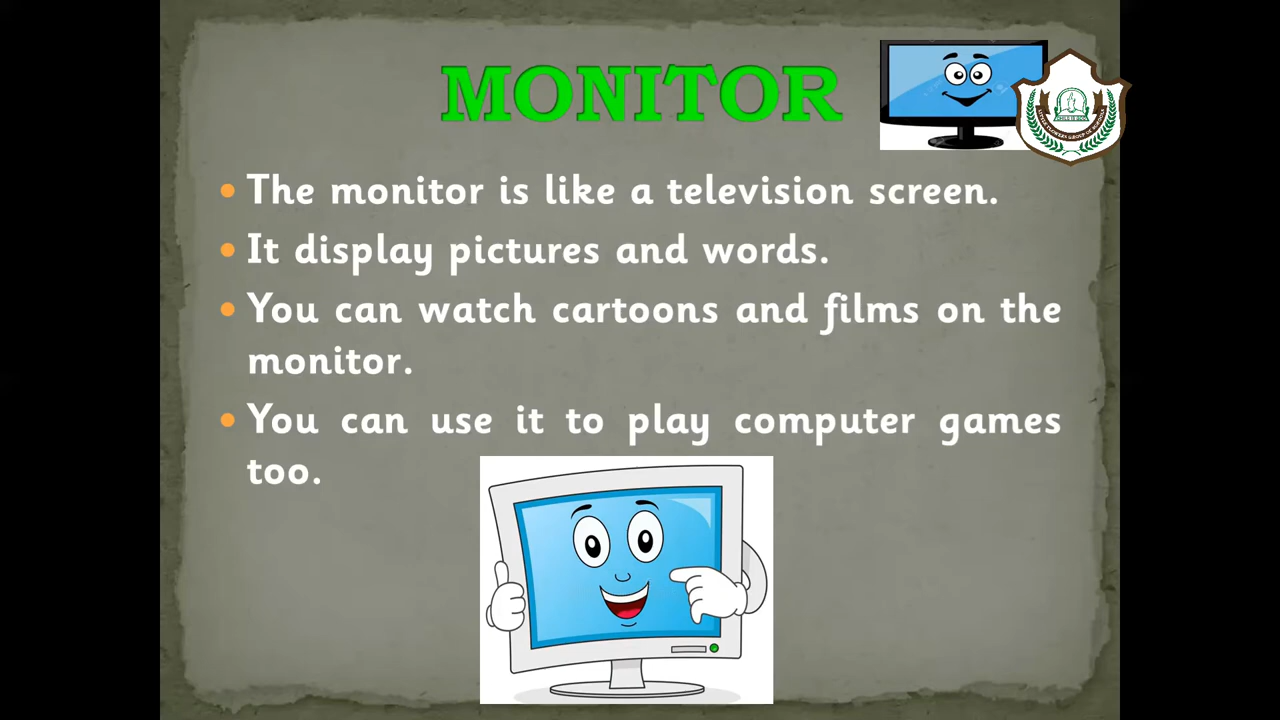 MONITOR
• The monitor is like a television screen.
• It display pictures and words.
• You can watch cartoons and films on the
monitor.
• You can use it to play computer games
too.